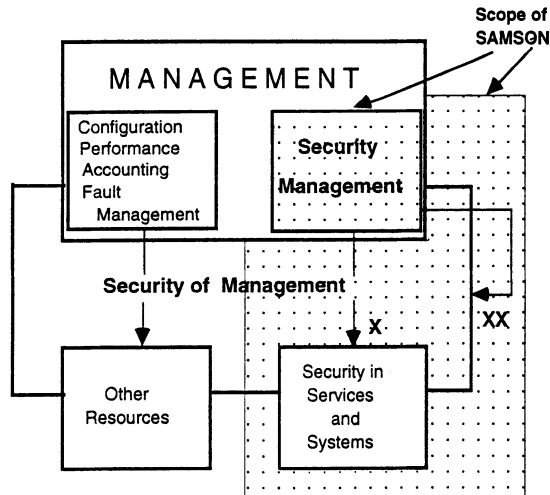 Scope of
SAMSON
MANAGEMENT
Configuration
Performance
Accounting
Fault
Management
Security
Management
Security of Management
X
XX
Other
Resources
Security in
Services
and
Systems